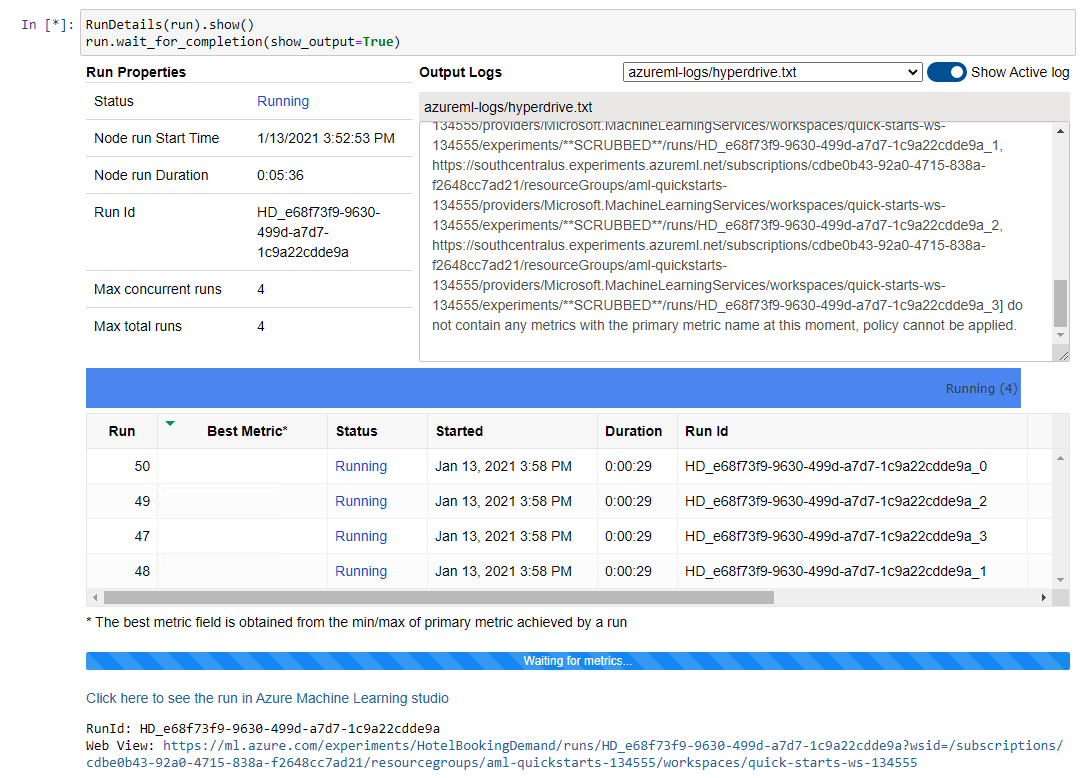 In [*]:
RunDetails(run).show()
run.wait_for_completion(show_output=True)
Run Properties
Status Running
Node run Start Time 1/13/2021 3:52:53 PM
Node run Duration 0:05:36
Run Id HD_e68f73f9-9630-
499d-a7d7-
1c9a22cdde9a
Max concurrent runs 4
Max total runs 4
Output Logs azureml-logs/hyperdrive.txt Show Active log
azureml-logs/hyperdrive.txt
134555/providers/Microsoft.MachineLearningServices/workspaces/quick-starts-ws-
134555/experiments/**SCRUBBED**/runs/HD_e68f73f9-9630-499d-a7d7-1c9a22cdde9a_1,
https://southcentralus.experiments.azureml.net/subscriptions/cdbe0b43-92a0-4715-838a-
f2648cc7ad21/resourceGroups/aml-quickstarts-
134555/providers/Microsoft.MachineLearningServices/workspaces/quick-starts-ws-
134555/experiments/**SCRUBBED**/runs/HD_e68f73f9-9630-499d-a7d7-1c9a22cdde9a_2,
https://southcentralus.experiments.azureml.net/subscriptions/cdbe0b43-92a0-4715-838a-
f2648cc7ad21/resourceGroups/aml-quickstarts-
134555/providers/Microsoft.MachineLearningServices/workspaces/quick-starts-ws-
134555/experiments/**SCRUBBED**/runs/HD_e68f73f9-9630-499d-a7d7-1c9a22cdde9a_3] do
not contain any metrics with the primary metric name at this moment, policy cannot be applied.
Running (4)
Run Best Metric* Status Started Duration Run Id
50 Running Jan 13, 2021 3:58 PM 0:00:29 HD_e68f73f9-9630-499d-a7d7-1c9a22cdde9a_0
49 Running Jan 13, 2021 3:58 PM 0:00:29 HD_e68f73f9-9630-499d-a7d7-1c9a22cdde9a_2
47 Running Jan 13, 2021 3:58 PM 0:00:29 HD_e68f73f9-9630-499d-a7d7-1c9a22cdde9a_3
48 Running Jan 13, 2021 3:58 PM 0:00:29 HD_e68f73f9-9630-499d-a7d7-1c9a22cdde9a_1
* The best metric field is obtained from the min/max of primary metric achieved by a run
Waiting for metrics...
Click here to see the run in Azure Machine Learning studio
RunId: HD_e68f73f9-9630-499d-a7d7-1c9a22cdde9a
Web View: https://ml.azure.com/experiments/HotelBookingDemand/runs/HD_e68f73f9-9630-499d-a7d7-1c9a22cdde9a?wsid=/subscriptions/
cdbe0b43-92a0-4715-838a-f2648cc7ad21/resourcegroups/aml-quickstarts-134555/workspaces/quick-starts-ws-134555